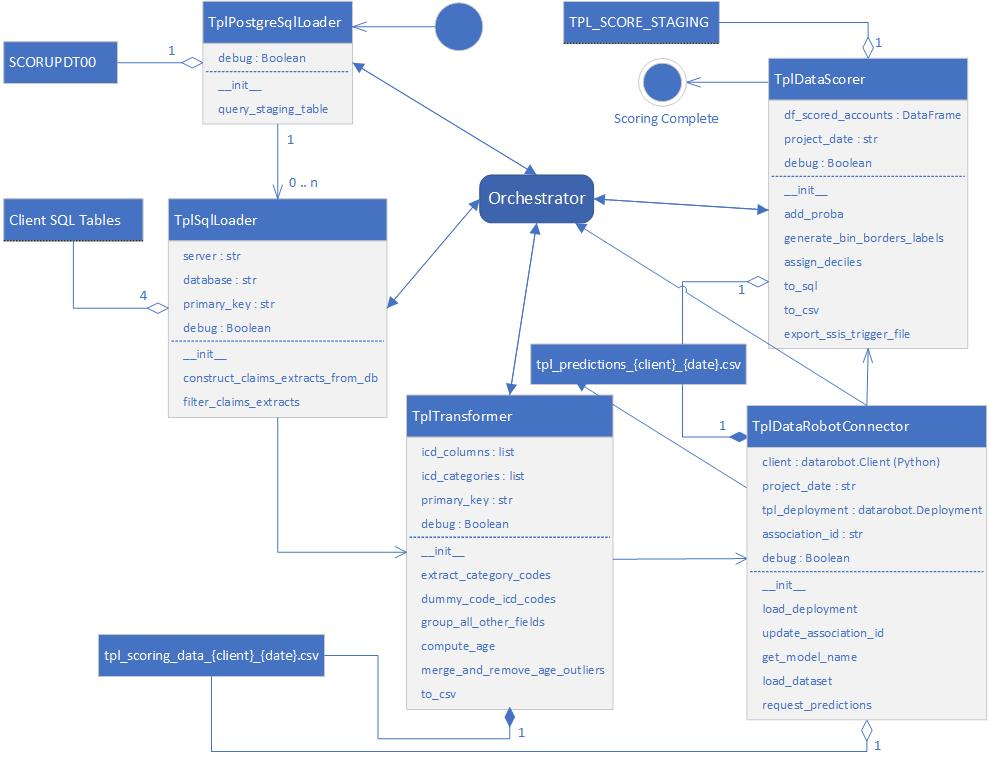 TplPostgreSqlLoader
debug : Boolean
__init__
query_staging_table
SCORUPDT00
1
1
0 .. n
TPL_SCORE_STAGING
1
Scoring Complete
TplDataScorer
df_scored_accounts : DataFrame
project_date : str
debug : Boolean
__init__
add_proba
generate_bin_borders_labels
assign_deciles
to_sql
to_csv
export_ssis_trigger_file
Orchestrator
Client SQL Tables
4
TplSqlLoader
server : str
database : str
primary_key : str
debug : Boolean
__init__
construct_claims_extracts_from_db
filter_claims_extracts
1
tpl_predictions_{client}_{date}.csv
1
TplTransformer
icd_columns : list
icd_categories : list
primary_key : str
debug : Boolean
__init__
extract_category_codes
dummy_code_icd_codes
group_all_other_fields
compute_age
merge_and_remove_age_outliers
to_csv
1
TplDataRobotConnector
client : datarobot.Client (Python)
project_date : str
tpl_deployment : datarobot.Deployment
association_id : str
debug : Boolean
__init__
load_deployment
update_association_id
get_model_name
load_dataset
request_predictions
1
tpl_scoring_data_{client}_{date}.csv